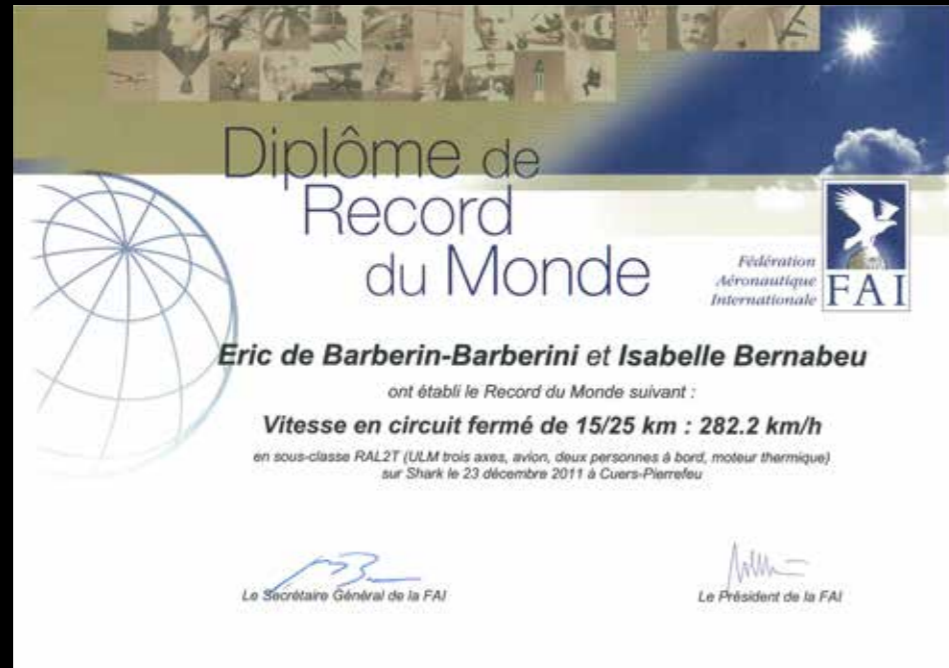 Diplôme de
Record
du Monde
Fédération
Aéronautique
Internationale
FAI
Eric de Barberin-Barberini et Isabelle Bernabeu
ont établi le Record du Monde suivant :
Vitesse en circuit fermé de 15/25 km : 282.2 km/h
en sous-classe RAL2T (ULM trois axes, avion, deux personnes à bord, moteur thermique)
sur Shark le 23 décembre 2011 à Cuers-Pierrefeu
Le Secrétaire Général de la FAI
Le Président de la FAI